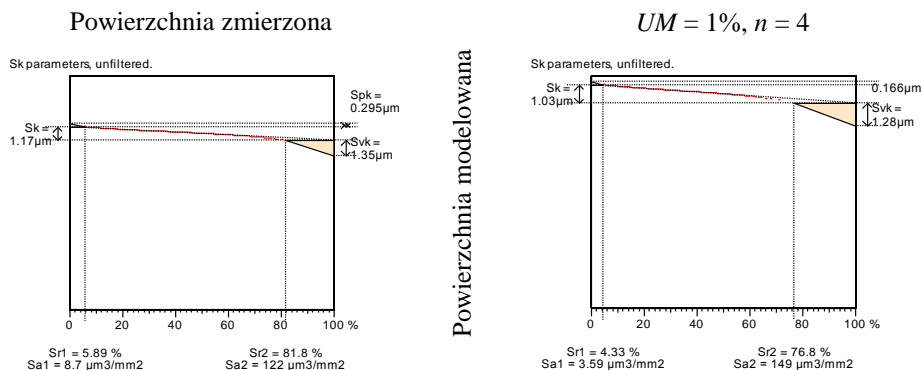 Powierzchnia zmierzona
Sk parameters, unfiltered.
Spk =
0.295µm
Sk =
1.17µm
Svk =
1.35µm
0 20 40 60 80 100 %
Sr1 = 5.89 % Sr2 = 81.8 %
Sa1 = 8.7 µm3/mm2 Sa2 = 122 µm3/mm2
Powierzchnia modelowana
UM = 1%, n = 4
Sk parameters, unfiltered.
0.166µm
Sk =
1.03µm
Svk =
1.28µm
0 20 40 60 80 100 %
Sr1 = 4.33 % Sr2 = 76.8 %
Sa1 = 3.59 µm3/mm2 Sa2 = 149 µm3/mm2